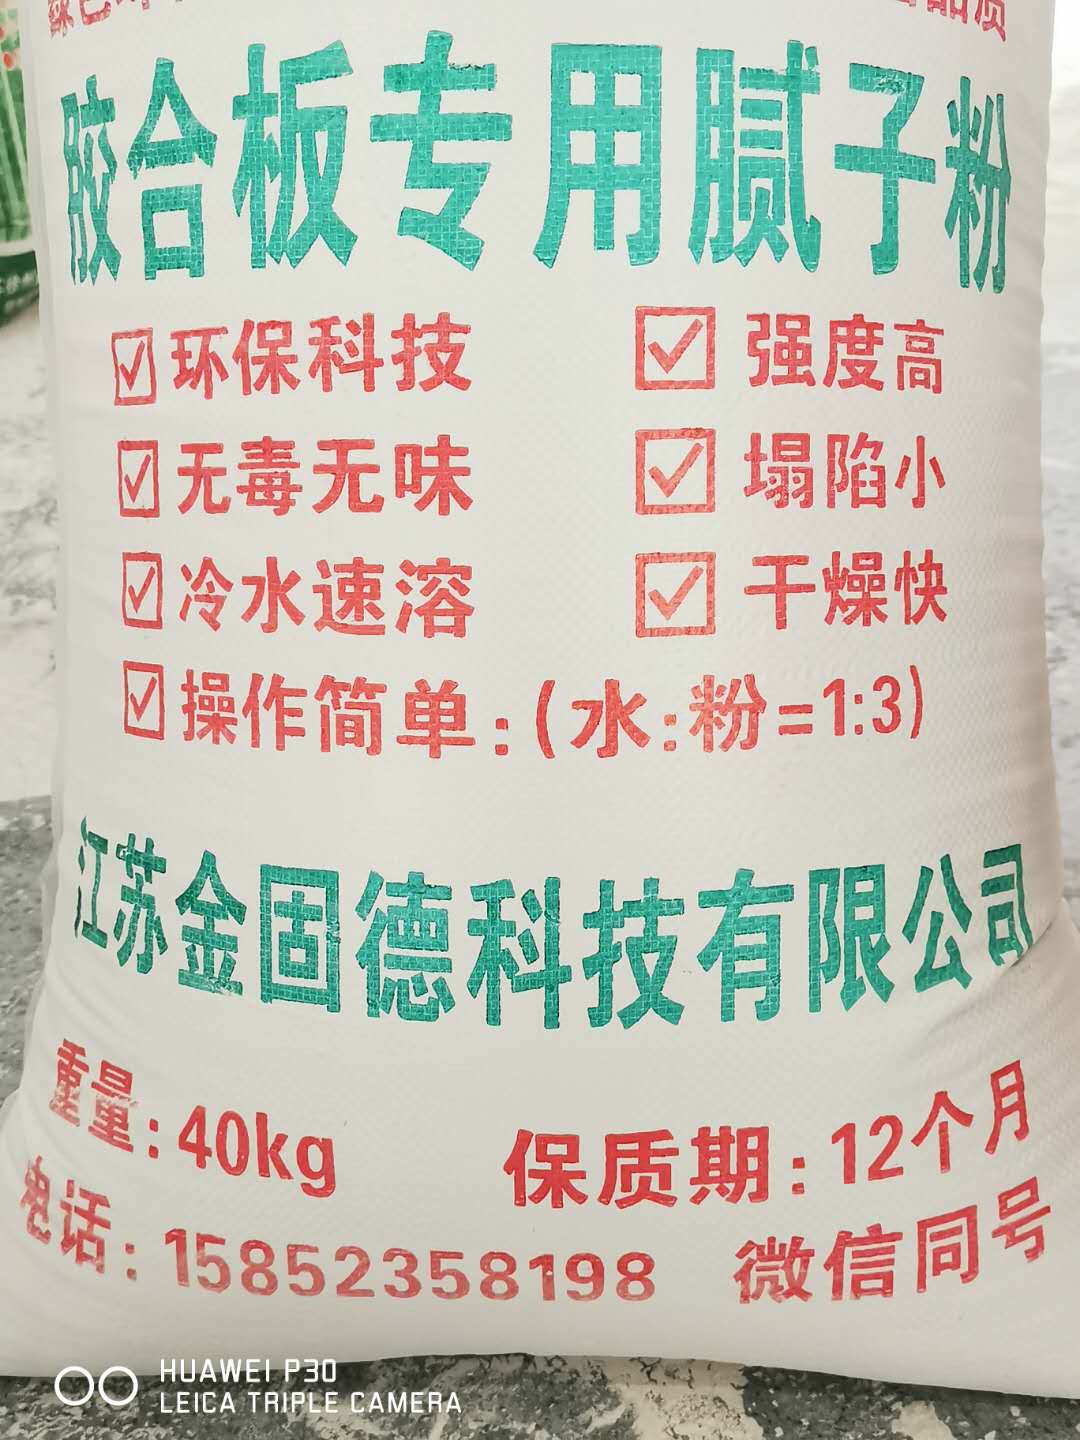 胶合板专用腻子粉
☑环保科技 ☑强度高
☑无毒无味 ☑塌陷小
☑冷水速溶 ☑干燥快
☑操作简单:(水:粉=1:3)
江苏金固德科技有限公司
重量:40kg 保质期:12个月
电话:15852358198 微信同号
HUAWEI P30
LEICA TRIPLE CAMERA